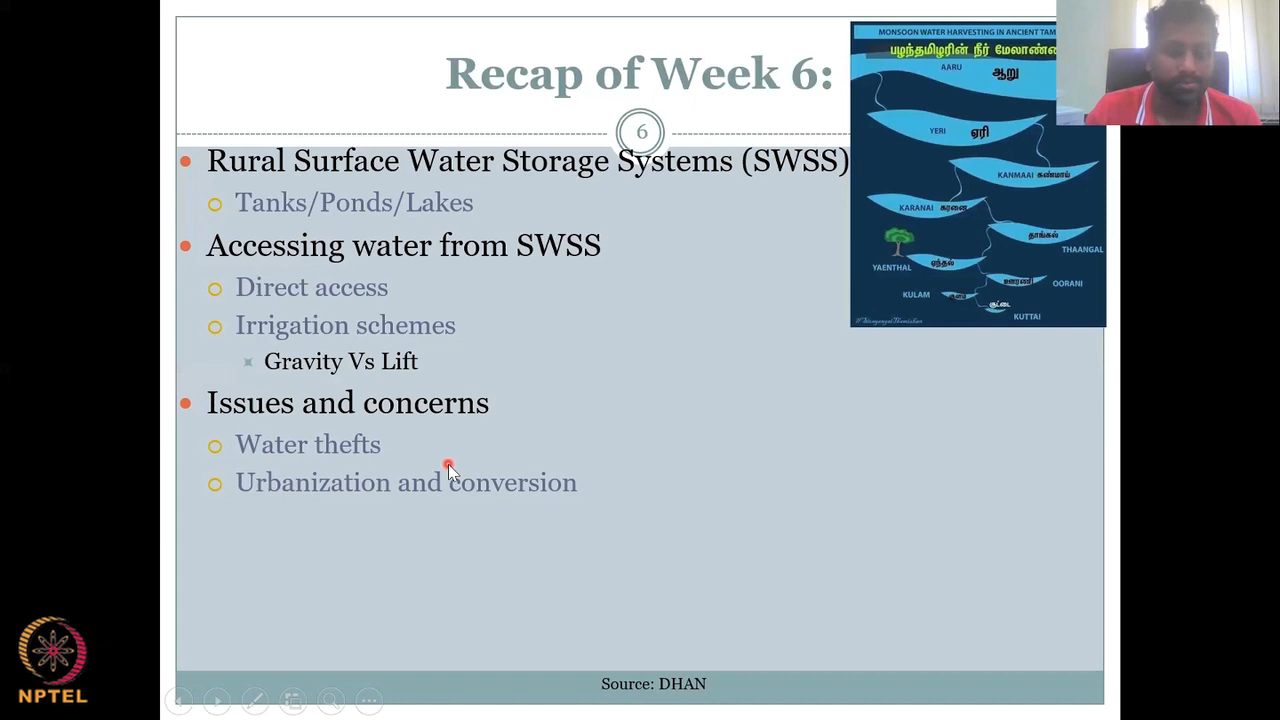 Recap of Week 6:
6
Rural Surface Water Storage Systems (SWSS)
Tanks/Ponds/Lakes
Accessing water from SWSS
Direct access
Irrigation schemes
Gravity Vs Lift
Issues and concerns
Water thefts
Urbanization and conversion
Source: DHAN
MONSOON WATER HARVESTING IN ANCIENT
பழந்தமிழரின் நீர்
AARU ஆறு
YERI ஏரி
KANMAAI கண்மாய்
KARANAI கரணை
தாங்கல்
THAANGAL
YAENTHAL ஏந்தல்
ஊரணி OORANI
KULAM
குட்டை
KUTTAI
NPTEL